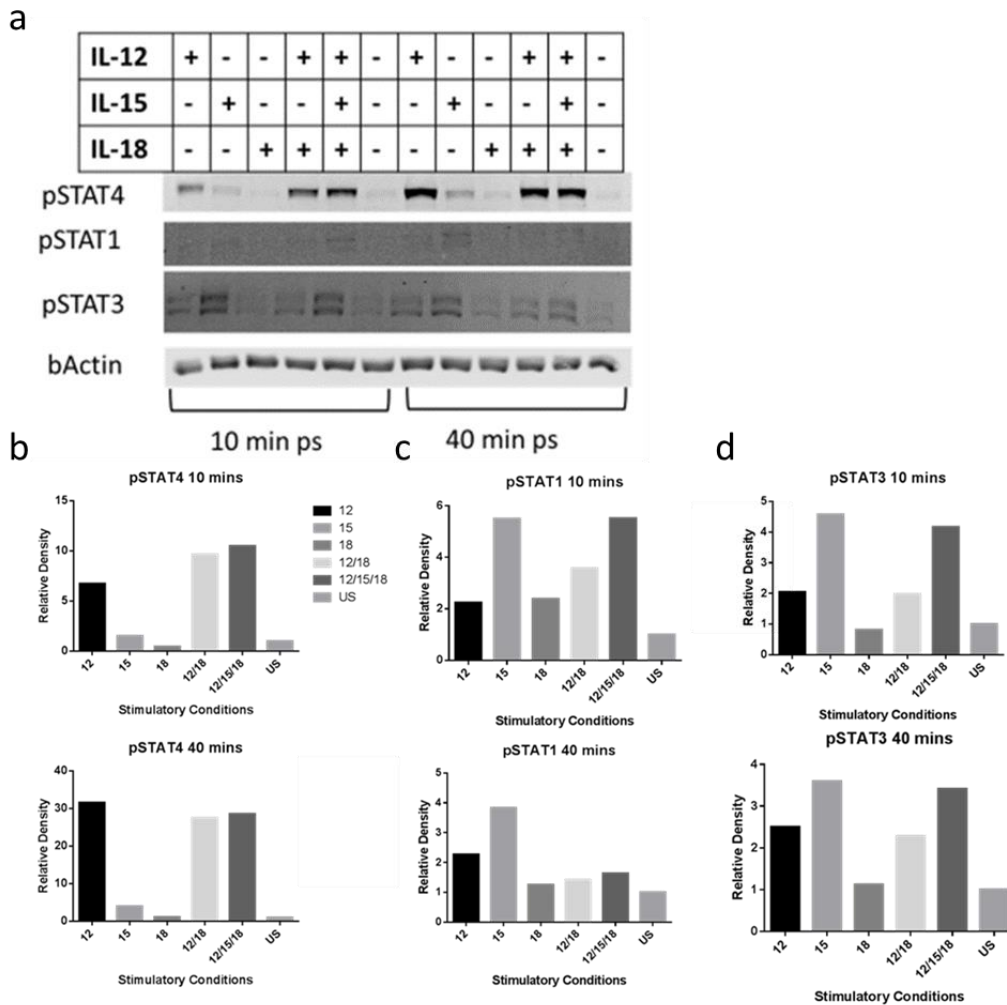 a
IL-12 + - - + + - + - - + + -
IL-15 - + - - + - - + - - + -
IL-18 - - + + + - - - + + + -
pSTAT4
pSTAT1
pSTAT3
bActin
10 min ps 40 min ps
b c d
pSTAT4 10 mins
15
10
5
0
Relative Density
12 15 18 12/18 12/15/18 US
Stimulatory Conditions
12
15
18
12/18
12/15/18
US
pSTAT1 10 mins
6
4
2
0
Relative Density
12 15 18 12/18 12/15/18 US
Stimulatory Conditions
pSTAT3 10 mins
5
4
3
2
1
0
Relative Density
12 15 18 12/18 12/15/18 US
Stimulatory Conditions
pSTAT4 40 mins
40
30
20
10
0
Relative Density
12 15 18 12/18 12/15/18 US
Stimulatory Conditions
pSTAT1 40 mins
5
4
3
2
1
0
Relative Density
12 15 18 12/18 12/15/18 US
Stimulatory Conditions
pSTAT3 40 mins
4
3
2
1
0
Relative Density
12 15 18 12/18 12/15/18 US
Stimulatory Conditions